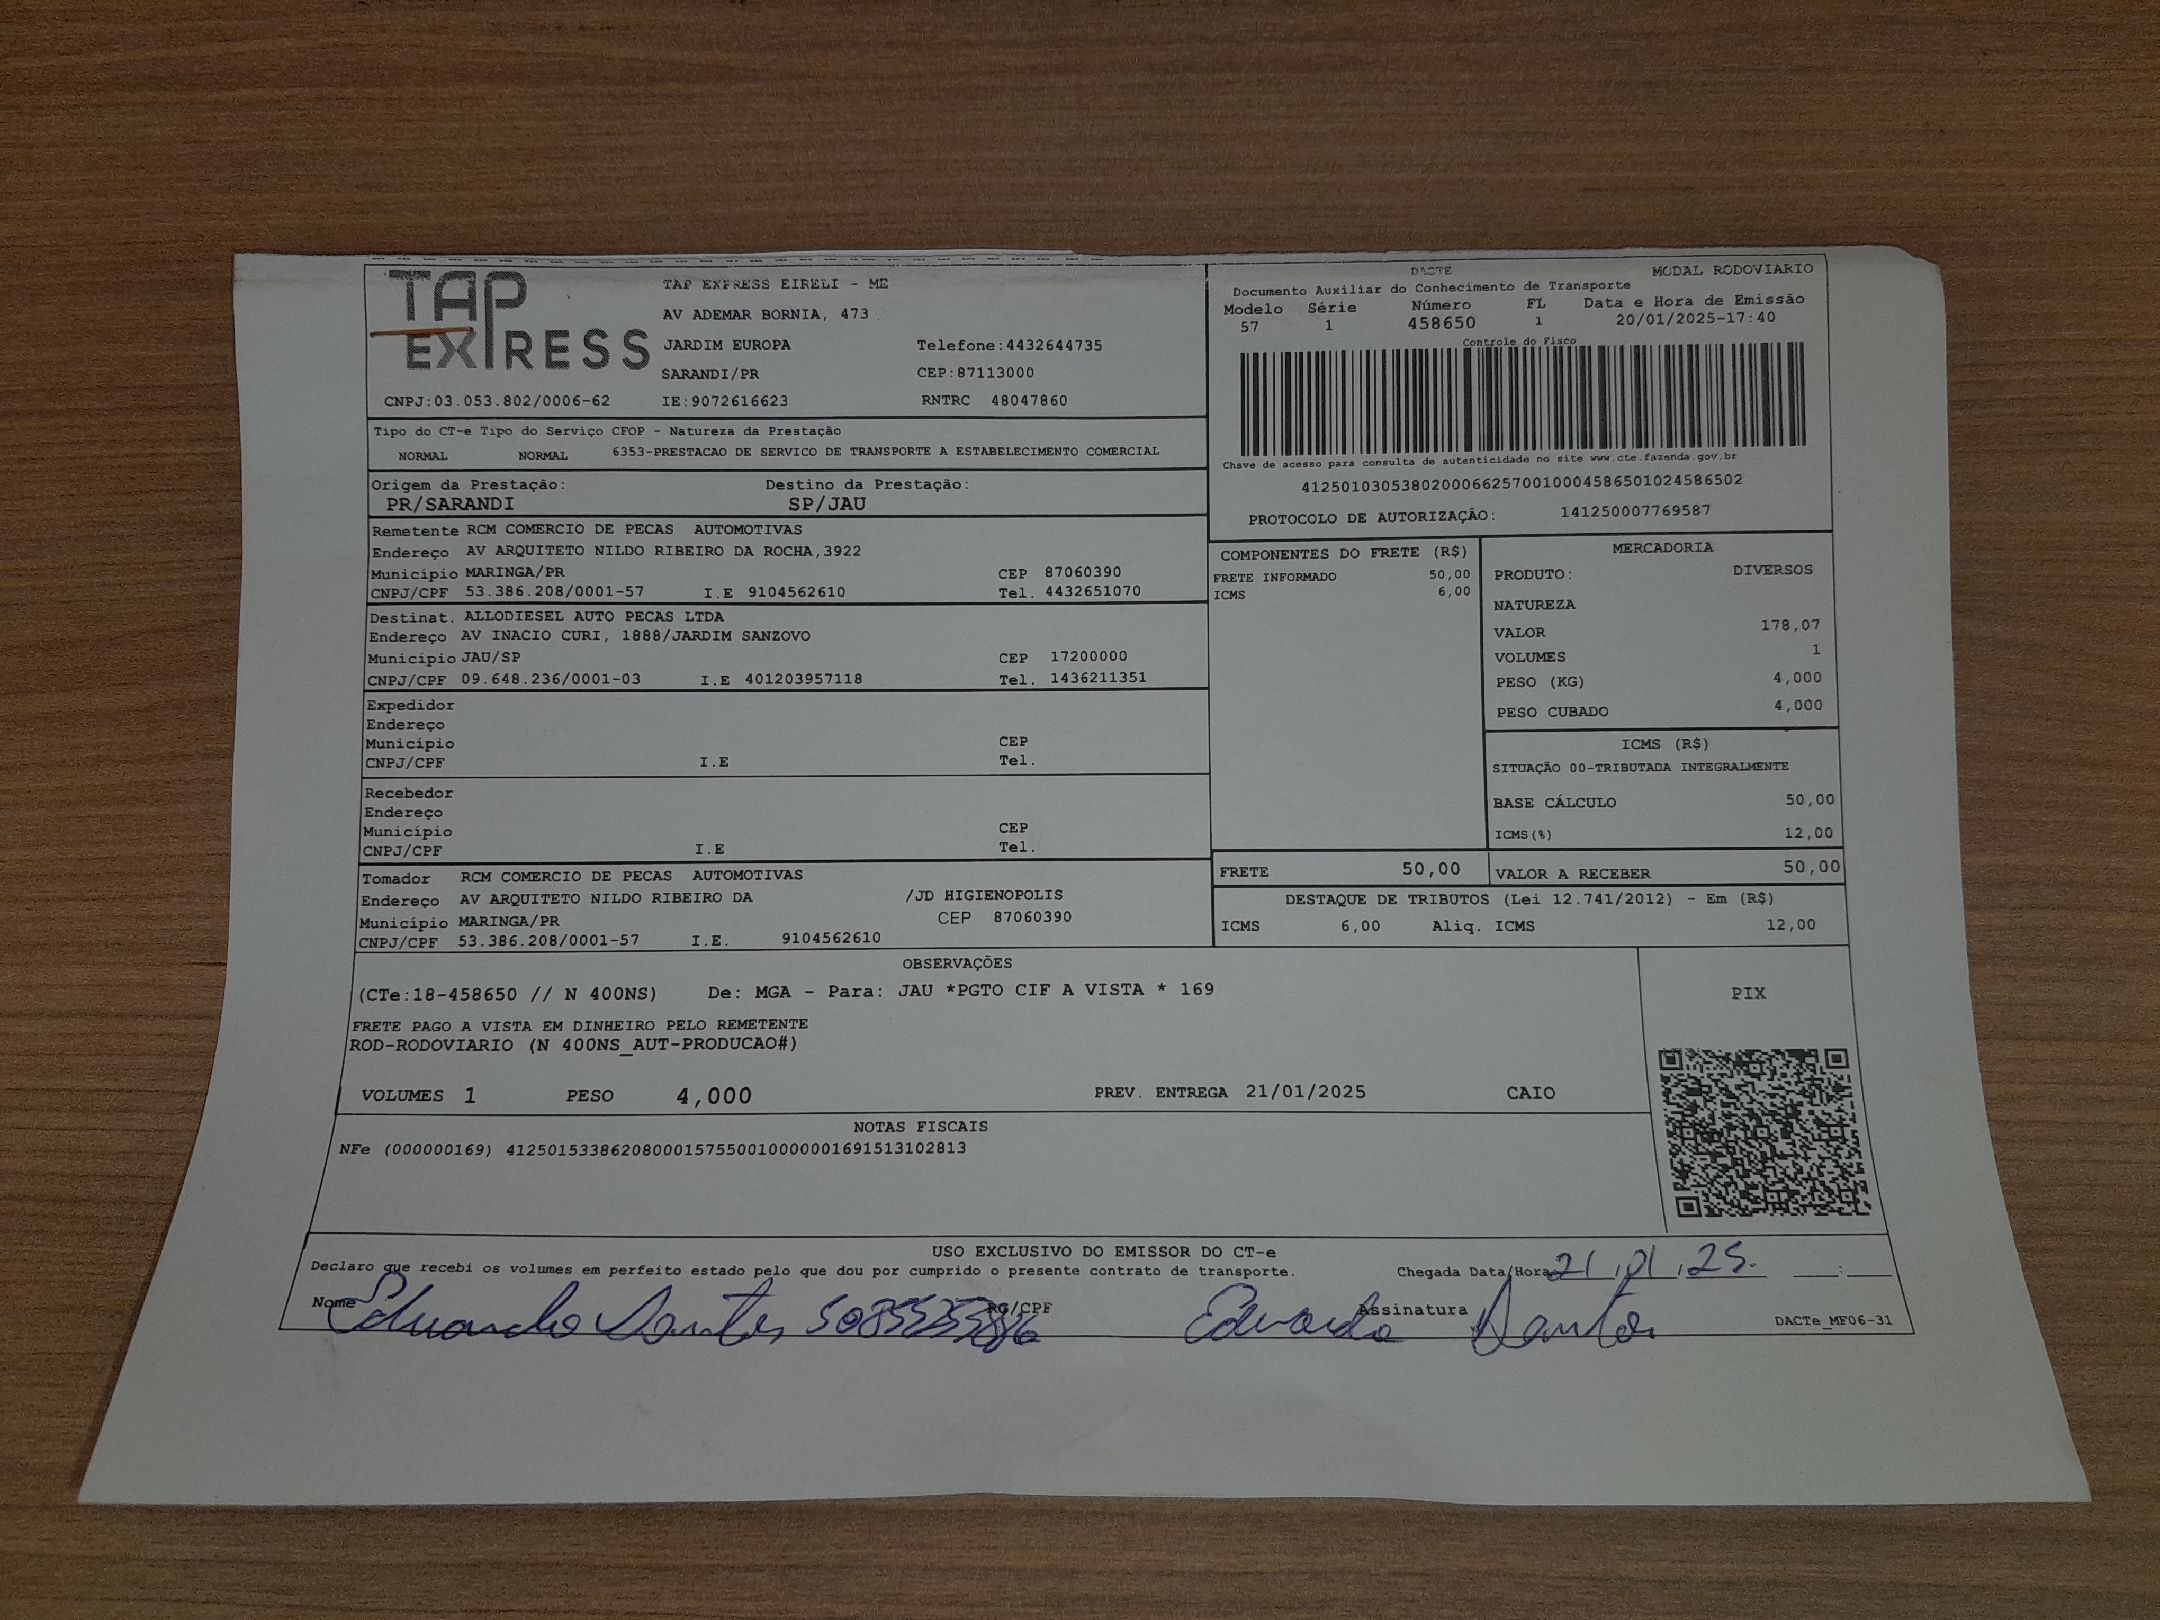 TAP EXPRESS
TAP EXPRESS EIRELI - ME
AV ADEMAR BORNIA, 473
JARDIM EUROPA Telefone:4432644735
SARANDI/PR CEP:87113000
CNPJ:03.053.802/0006-62 IE:9072616623 RNTRC 48047860
DACTE MODAL RODOVIARIO
Documento Auxiliar do Conhecimento de Transporte
Modelo Série Número FL Data e Hora de Emissão
57 1 458650 1 20/01/2025-17:40
Controle do Fisco
Chave de acesso para consulta de autenticidade no site www.cte.fazenda.gov.br
41250103053802000662570010004586501024586502
PROTOCOLO DE AUTORIZAÇÃO: 141250007769587
Tipo do CT-e Tipo do Serviço CFOP - Natureza da Prestação
NORMAL NORMAL 6353-PRESTACAO DE SERVICO DE TRANSPORTE A ESTABELECIMENTO COMERCIAL
Origem da Prestação: Destino da Prestação:
PR/SARANDI SP/JAU
Remetente RCM COMERCIO DE PECAS AUTOMOTIVAS
Endereço AV ARQUITETO NILDO RIBEIRO DA ROCHA,3922
Município MARINGA/PR CEP 87060390
CNPJ/CPF 53.386.208/0001-57 I.E 9104562610 Tel. 4432651070
Destinat. ALLODIESEL AUTO PECAS LTDA
Endereço AV INACIO CURI, 1888/JARDIM SANZOVO
Município JAU/SP CEP 17200000
CNPJ/CPF 09.648.236/0001-03 I.E 401203957118 Tel. 1436211351
Expedidor
Endereço
Município CEP
CNPJ/CPF I.E Tel.
Recebedor
Endereço
Município CEP
CNPJ/CPF I.E Tel.
Tomador RCM COMERCIO DE PECAS AUTOMOTIVAS
Endereço AV ARQUITETO NILDO RIBEIRO DA /JD HIGIENOPOLIS
Município MARINGA/PR CEP 87060390
CNPJ/CPF 53.386.208/0001-57 I.E. 9104562610
COMPONENTES DO FRETE (R$)
FRETE INFORMADO 50,00
ICMS 6,00
MERCADORIA
PRODUTO: DIVERSOS
NATUREZA
VALOR 178,07
VOLUMES 1
PESO (KG) 4,000
PESO CUBADO 4,000
ICMS (R$)
SITUAÇÃO 00-TRIBUTADA INTEGRALMENTE
BASE CÁLCULO 50,00
ICMS(%) 12,00
FRETE 50,00 VALOR A RECEBER 50,00
DESTAQUE DE TRIBUTOS (Lei 12.741/2012) - Em (R$)
ICMS 6,00 Aliq. ICMS 12,00
OBSERVAÇÕES
(CTe:18-458650 // N 400NS) De: MGA - Para: JAU *PGTO CIF A VISTA * 169
FRETE PAGO A VISTA EM DINHEIRO PELO REMETENTE
ROD-RODOVIARIO (N 400NS_AUT-PRODUCAO#)
VOLUMES 1 PESO 4,000 PREV. ENTREGA 21/01/2025 CAIO
PIX
NOTAS FISCAIS
NFe (000000169) 41250153386208000157550010000001691513102813
USO EXCLUSIVO DO EMISSOR DO CT-e
Declaro que recebi os volumes em perfeito estado pelo que dou por cumprido o presente contrato de transporte. Chegada Data/Hora 21,01,25. __:__
Nome Eduardo Santos RG/CPF Assinatura Eduardo Santos
DACTe_MF06-31